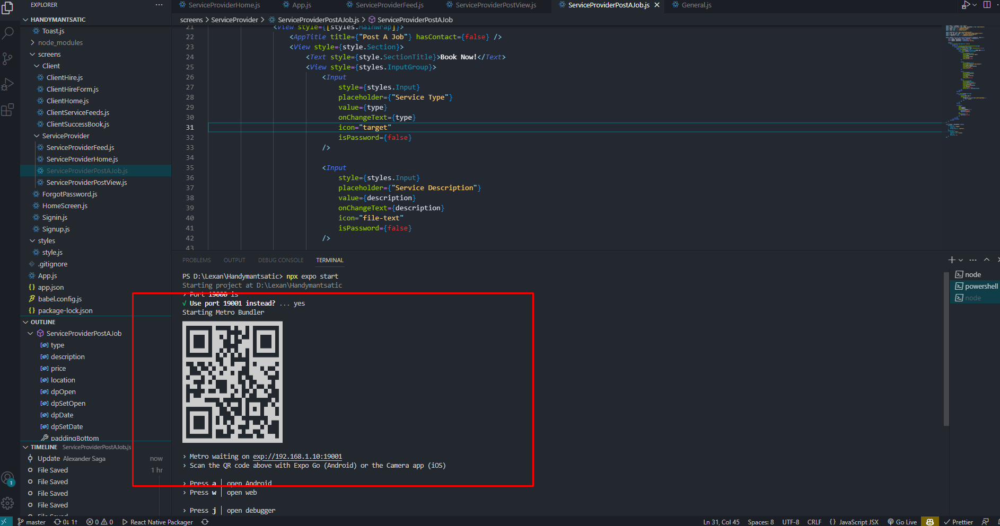 EXPLORER
HANDYMANTSATIC
Toast.js
node_modules
screens
Client
ClientHire.js
ClientHireForm.js
ClientHome.js
ClientServiceFeeds.js
ClientSuccessBook.js
ServiceProvider
ServiceProviderFeed.js
ServiceProviderHome.js
ServiceProviderPostAJob.js
ServiceProviderPostView.js
ForgotPassword.js
HomeScreen.js
Signin.js
Signup.js
styles
style.js
.gitignore
App.js
app.json
babel.config.js
package-lock.json
OUTLINE
ServiceProviderPostAJob
type
description
price
location
dpOpen
dpSetOpen
dpDate
dpSetDate
paddingBottom
TIMELINE ServiceProviderPostAJob.js
Update Alexander Saga now
File Saved 1 hr
File Saved
File Saved
File Saved
File Saved
ServiceProviderHome.js App.js ServiceProviderFeed.js ServiceProviderPostView.js ServiceProviderPostAJob.js General.js
screens > ServiceProvider > ServiceProviderPostAJob.js > ServiceProviderPostAJob
21 <View style={[styles.MainWrap]}>
22 <AppTitle title={"Post A Job"} hasContact={false} />
23 <View style={style.Section}>
24 <Text style={style.SectionTitle}>Book Now!</Text>
25 <View style={styles.InputGroup}>
26 <Input
27 style={styles.Input}
28 placeholder={"Service Type"}
29 value={type}
30 onChangeText={type}
31 icon="target"
32 isPassword={false}
33 />
34
35 <Input
36 style={styles.Input}
37 placeholder={"Service Description"}
38 value={description}
39 onChangeText={description}
40 icon="file-text"
41 isPassword={false}
42 />
43
PROBLEMS OUTPUT DEBUG CONSOLE TERMINAL
PS D:\Lexan\Handymantsatic> npx expo start
Starting project at D:\Lexan\Handymantsatic
› Port 19000 is
√ Use port 19001 instead? ... yes
Starting Metro Bundler
› Metro waiting on exp://192.168.1.10:19001
› Scan the QR code above with Expo Go (Android) or the Camera app (iOS)
› Press a │ open Android
› Press w │ open web
› Press j │ open debugger
node
powershell
node
1
master 0↓ 1↑ 0 0 React Native Packager
Ln 31, Col 45 Spaces: 8 UTF-8 CRLF {} JavaScript JSX Go Live Prettier